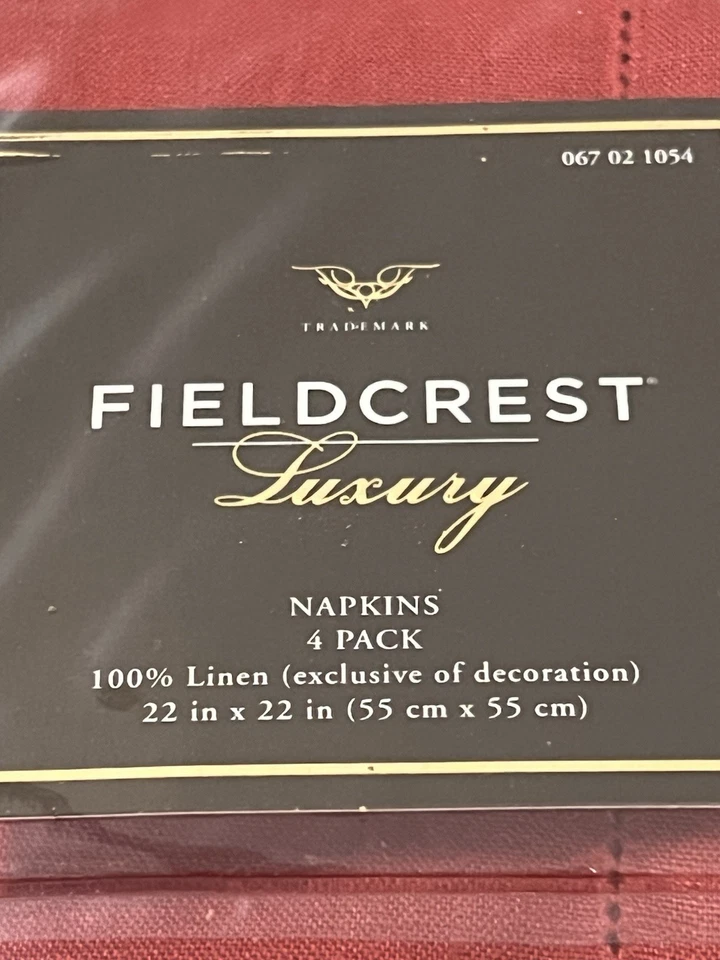 067 02 1054
TRADEMARK
FIELDCREST®
Luxury
NAPKINS
4 PACK
100% Linen (exclusive of decoration)
22 in x 22 in (55 cm x 55 cm)